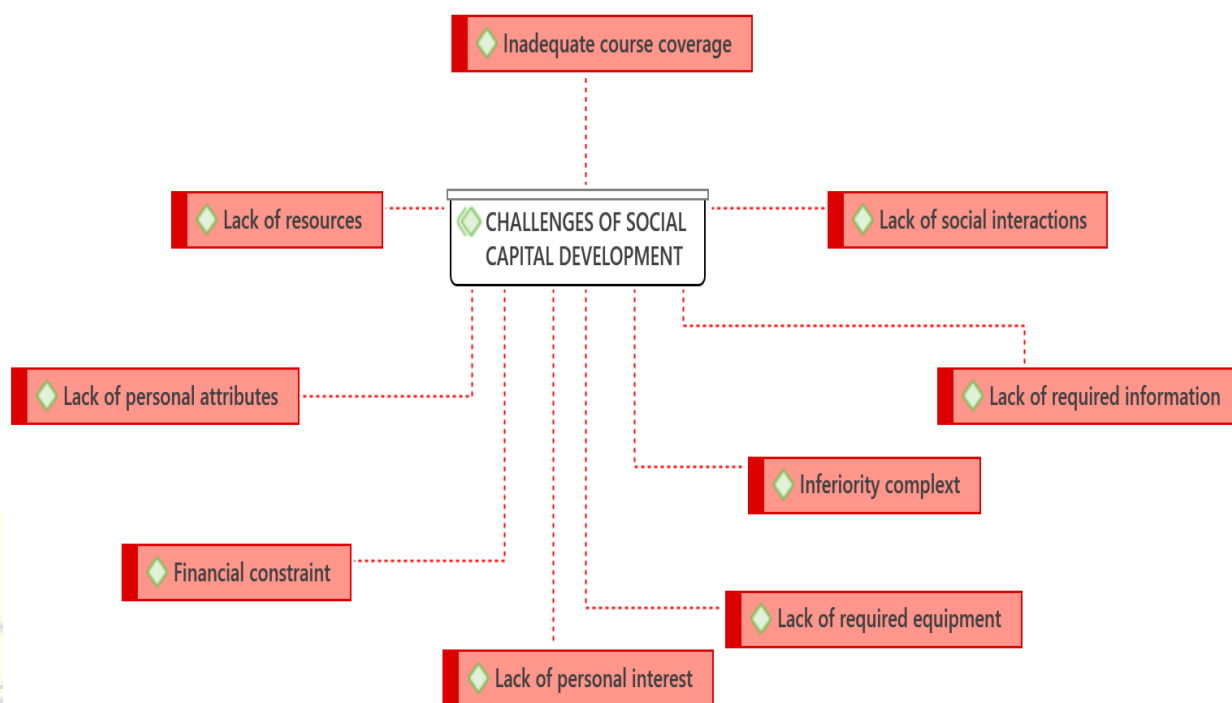 Inadequate course coverage
Lack of resources
CHALLENGES OF SOCIAL
CAPITAL DEVELOPMENT
Lack of social interactions
Lack of personal attributes
Lack of required information
Inferiority complext
Financial constraint
Lack of required equipment
Lack of personal interest